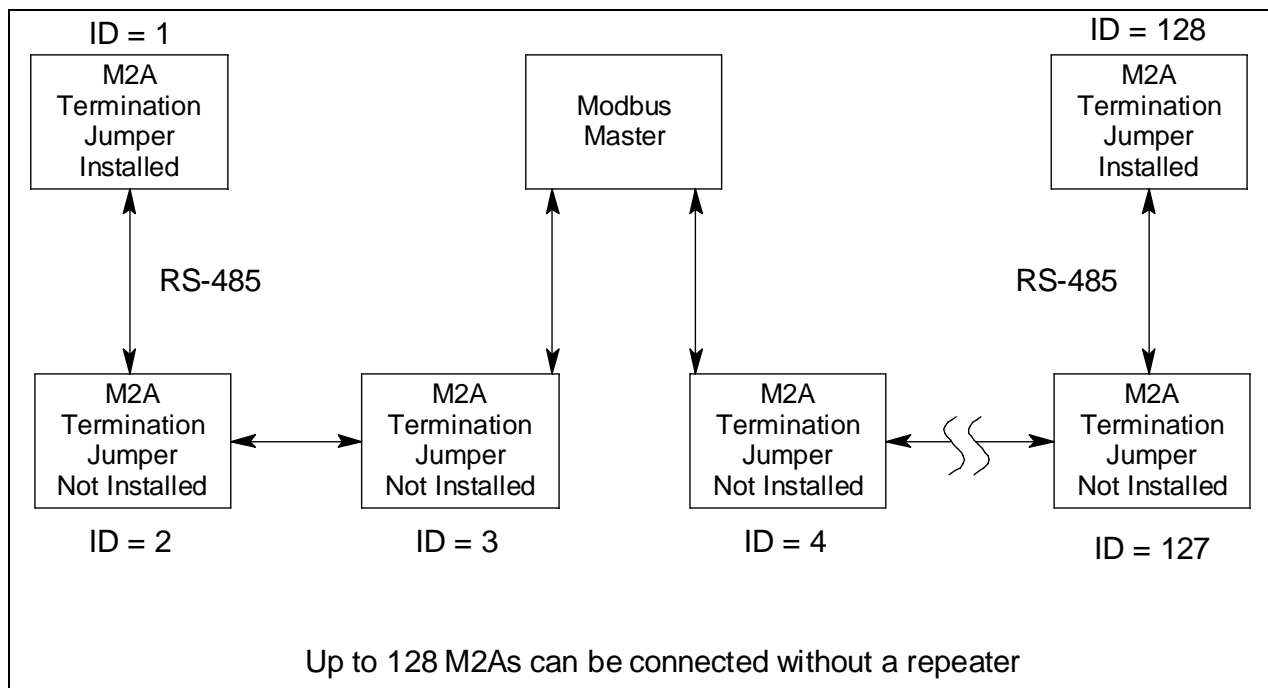 ID = 1
M2A
Termination
Jumper
Installed
Modbus
Master
ID = 128
M2A
Termination
Jumper
Installed
RS-485
RS-485
M2A
Termination
Jumper
Not Installed
ID = 2
M2A
Termination
Jumper
Not Installed
ID = 3
M2A
Termination
Jumper
Not Installed
ID = 4
M2A
Termination
Jumper
Not Installed
ID = 127
Up to 128 M2As can be connected without a repeater